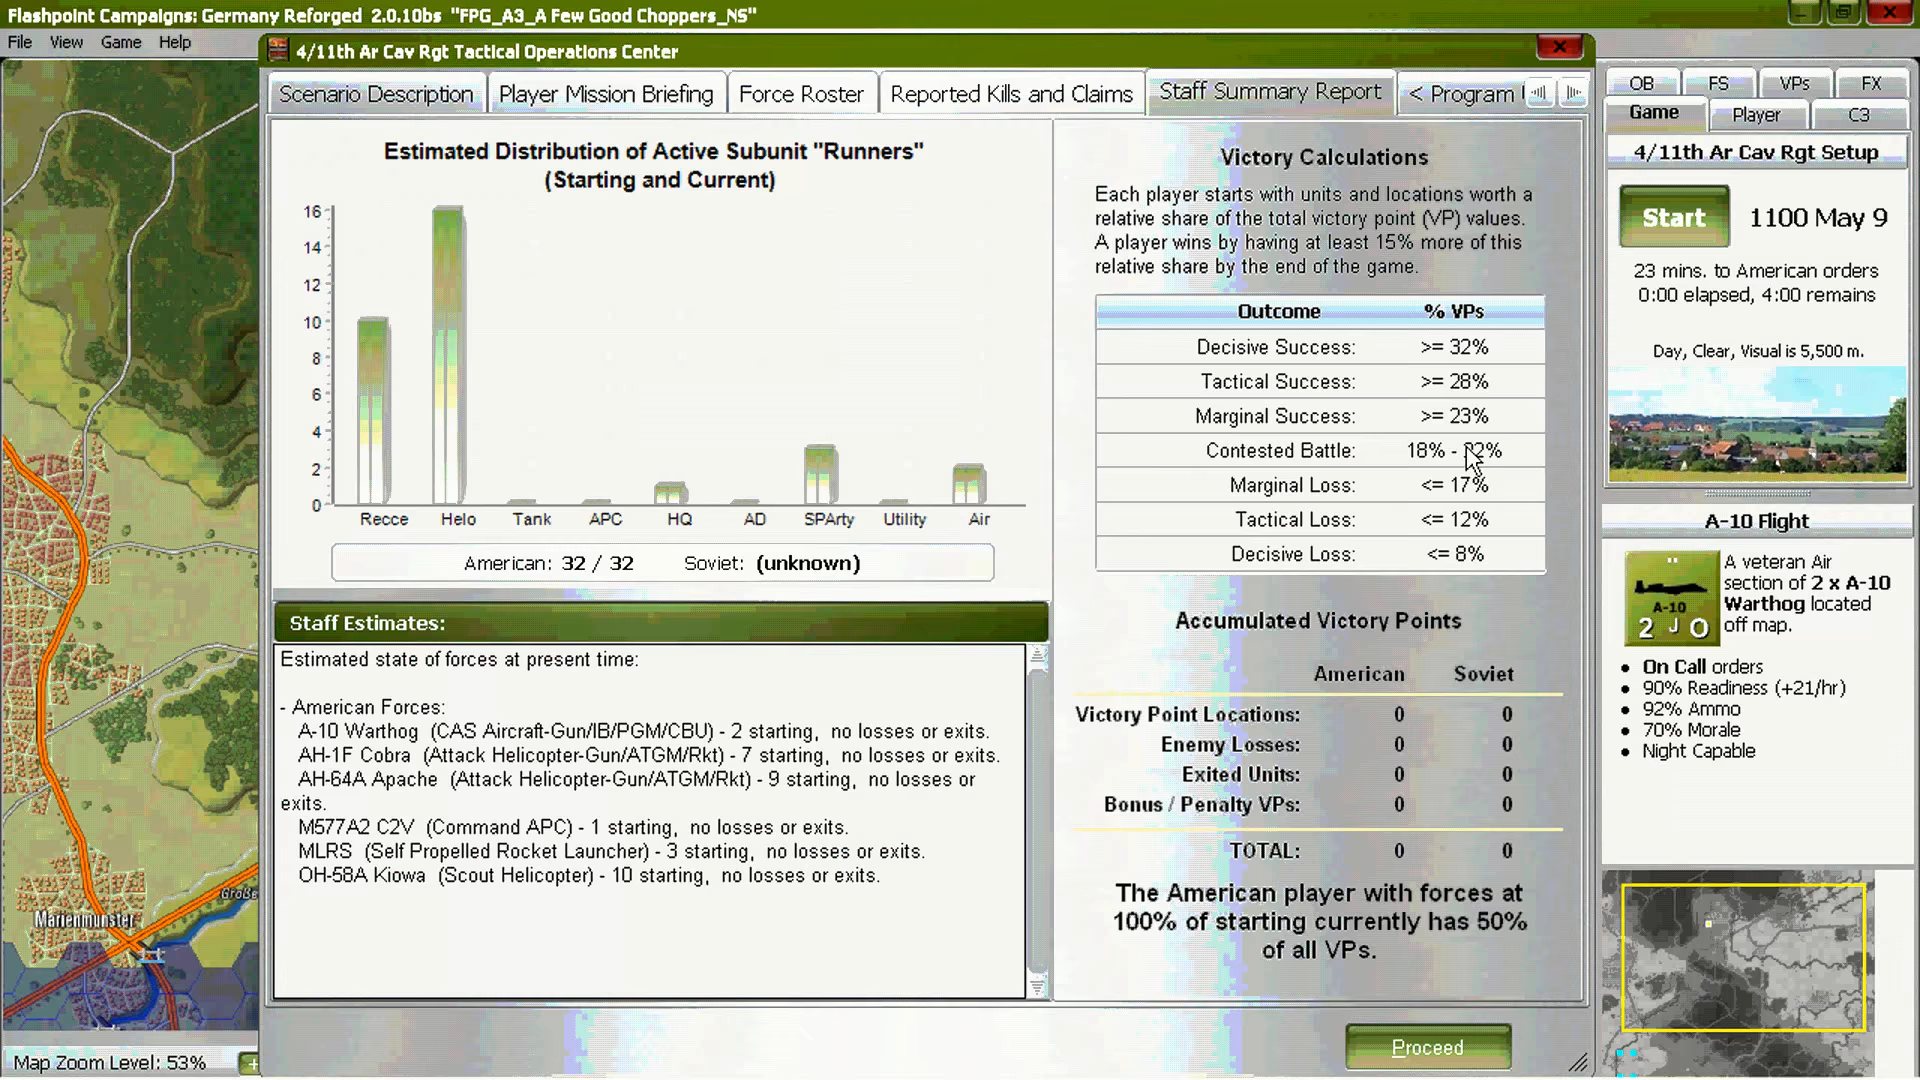 Flashpoint Campaigns: Germany Reforged 2.0.10bs "FPG_A3_A Few Good Choppers_NS"
File View Game Help
4/11th Ar Cav Rgt Tactical Operations Center
Scenario Description
Player Mission Briefing
Force Roster
Reported Kills and Claims
Staff Summary Report
< Program
Estimated Distribution of Active Subunit "Runners"
(Starting and Current)
16
14
12
10
8
6
4
2
0
Recce Helo Tank APC HQ AD SPArty Utility Air
American: 32 / 32 Soviet: (unknown)
Staff Estimates:
Estimated state of forces at present time:
- American Forces:
A-10 Warthog (CAS Aircraft-Gun/IB/PGM/CBU) - 2 starting, no losses or exits.
AH-1F Cobra (Attack Helicopter-Gun/ATGM/Rkt) - 7 starting, no losses or exits.
AH-64A Apache (Attack Helicopter-Gun/ATGM/Rkt) - 9 starting, no losses or
exits.
M577A2 C2V (Command APC) - 1 starting, no losses or exits.
MLRS (Self Propelled Rocket Launcher) - 3 starting, no losses or exits.
OH-58A Kiowa (Scout Helicopter) - 10 starting, no losses or exits.
Victory Calculations
Each player starts with units and locations worth a
relative share of the total victory point (VP) values.
A player wins by having at least 15% more of this
relative share by the end of the game.
Outcome % VPs
Decisive Success: >= 32%
Tactical Success: >= 28%
Marginal Success: >= 23%
Contested Battle: 18% - 22%
Marginal Loss: <= 17%
Tactical Loss: <= 12%
Decisive Loss: <= 8%
Accumulated Victory Points
American Soviet
Victory Point Locations: 0 0
Enemy Losses: 0 0
Exited Units: 0 0
Bonus / Penalty VPs: 0 0
TOTAL: 0 0
The American player with forces at
100% of starting currently has 50%
of all VPs.
Proceed
OB FS VPs FX
Game Player C3
4/11th Ar Cav Rgt Setup
Start 1100 May 9
23 mins. to American orders
0:00 elapsed, 4:00 remains
Day, Clear, Visual is 5,500 m.
A-10 Flight
A-10
2 J O
A veteran Air
section of 2 x A-10
Warthog located
off map.
On Call orders
90% Readiness (+21/hr)
92% Ammo
70% Morale
Night Capable
Große
Marienmunster
Map Zoom Level: 53%
+